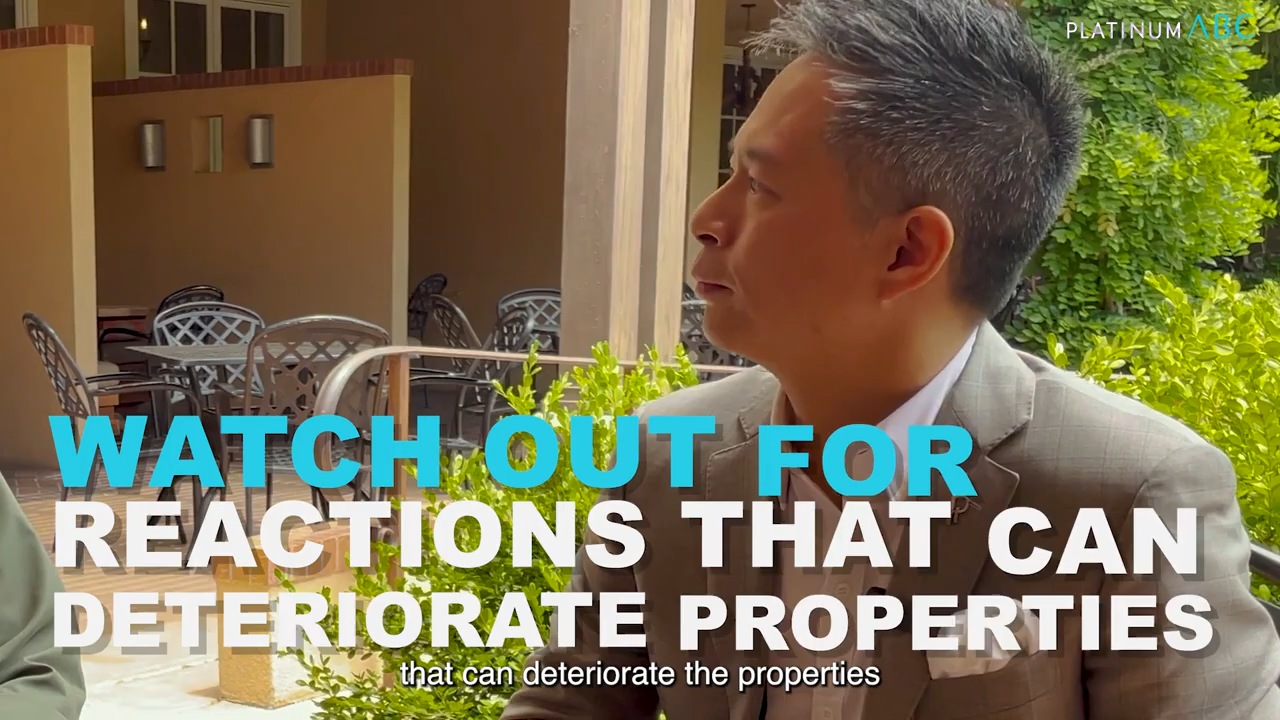 PLATINUM ABC
WATCH OUT FOR
REACTIONS THAT CAN
DETERIORATE PROPERTIES
that can deteriorate the properties